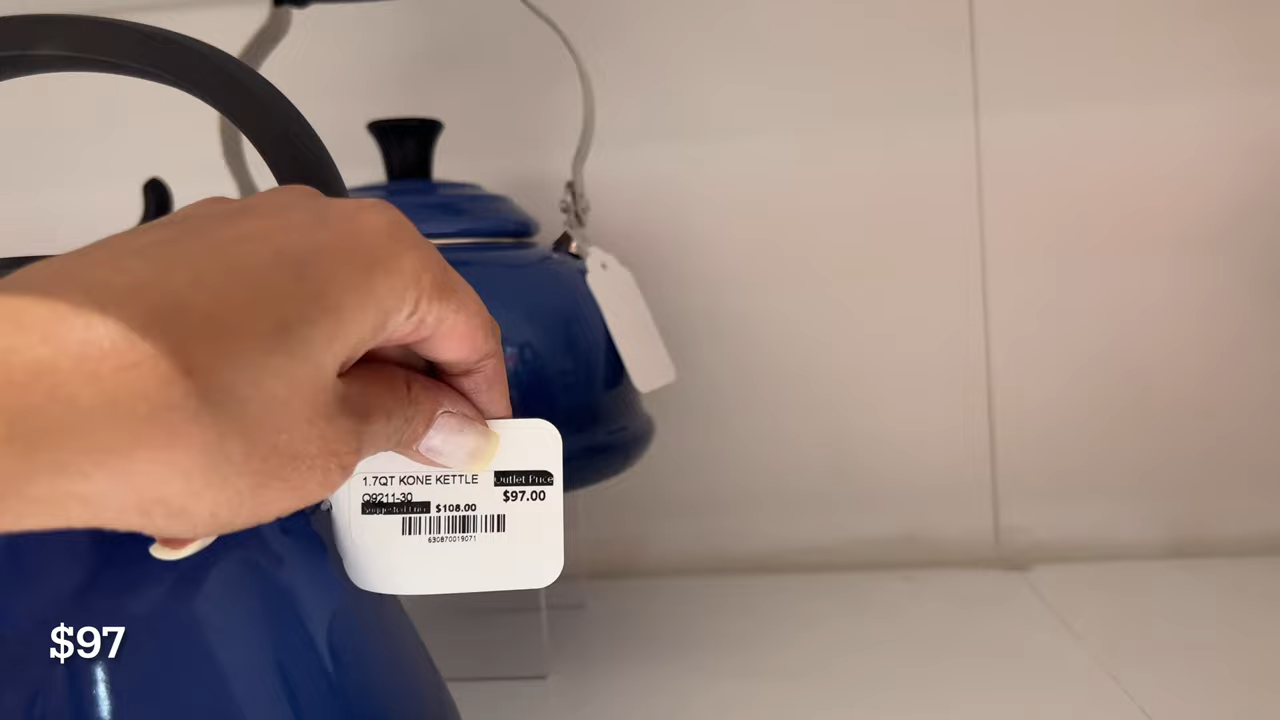 1.7QT KONE KETTLE Outlet Price
Q9211-30 $97.00
Suggested Price $108.00
630870019071
$97